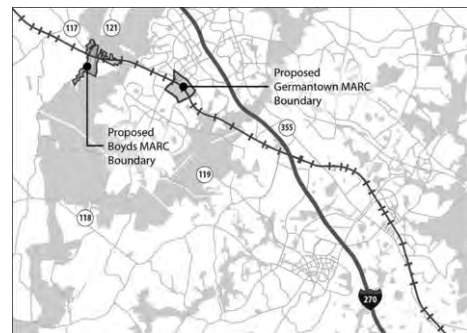 117
121
Proposed
Germantown MARC
Boundary
Proposed
Boyds MARC
Boundary
355
119
118
270